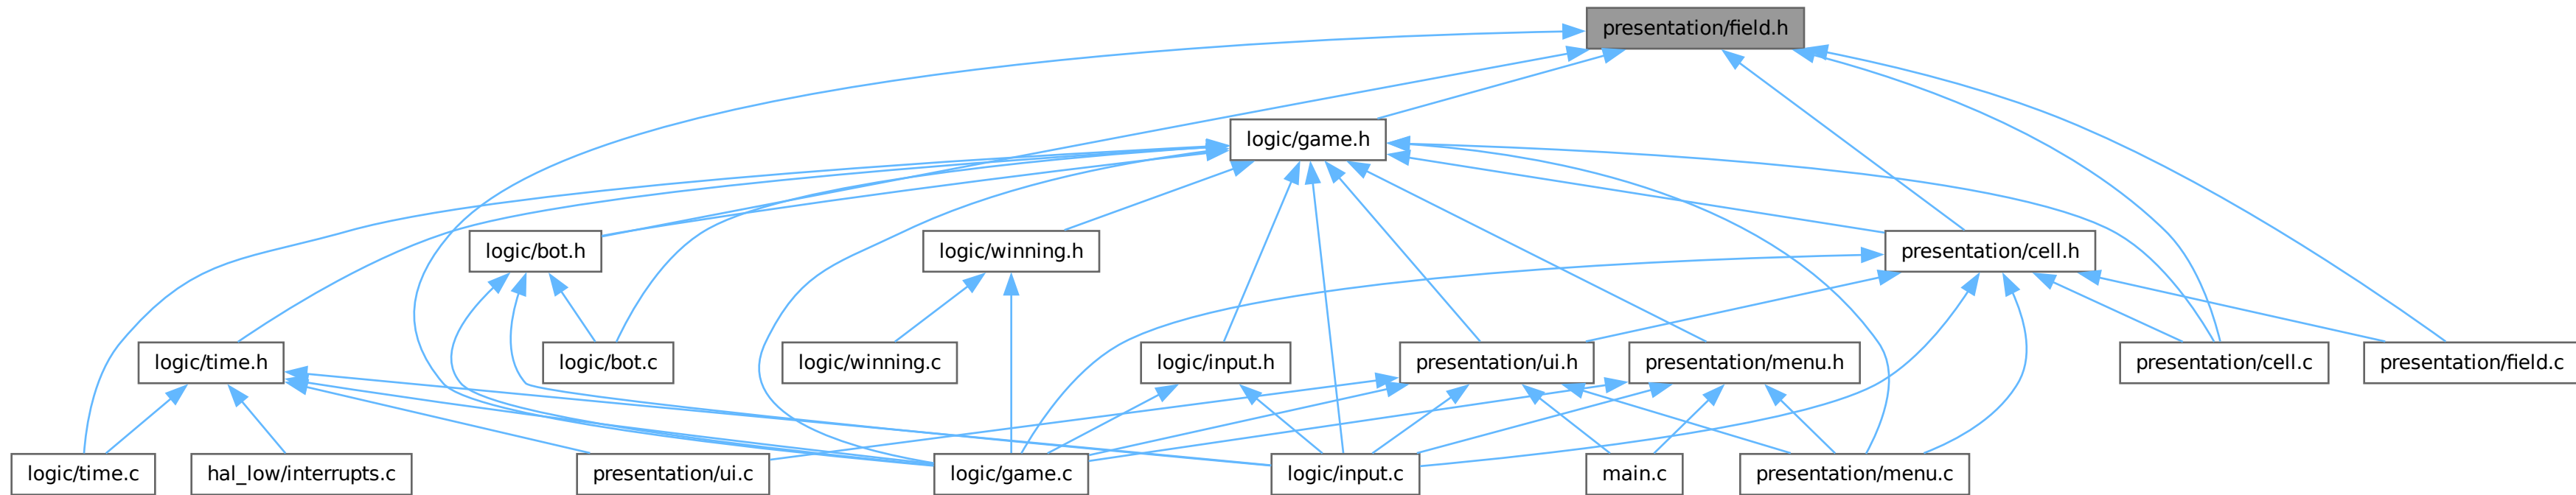 presentation/field.h
logic/game.h
logic/bot.h
logic/winning.h
presentation/cell.h
logic/time.h
logic/bot.c
logic/winning.c
logic/input.h
presentation/ui.h
presentation/menu.h
presentation/cell.c
presentation/field.c
logic/time.c
hal_low/interrupts.c
presentation/ui.c
logic/game.c
logic/input.c
main.c
presentation/menu.c